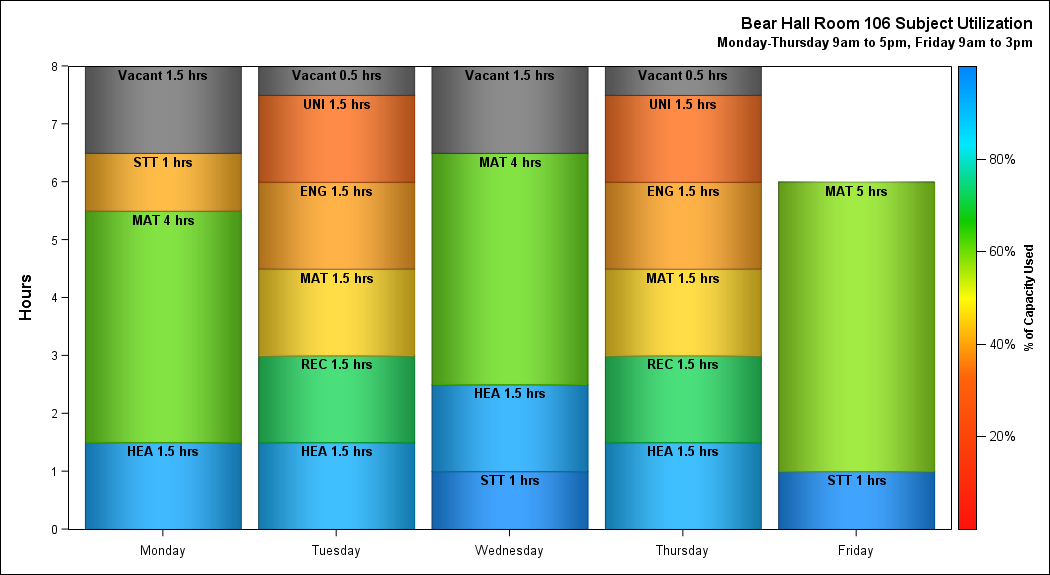 Bear Hall Room 106 Subject Utilization
Monday-Thursday 9am to 5pm, Friday 9am to 3pm
Hours
8
7
6
5
4
3
2
1
0
Vacant 1.5 hrs
STT 1 hrs
MAT 4 hrs
HEA 1.5 hrs
Monday
Vacant 0.5 hrs
UNI 1.5 hrs
ENG 1.5 hrs
MAT 1.5 hrs
REC 1.5 hrs
HEA 1.5 hrs
Tuesday
Vacant 1.5 hrs
MAT 4 hrs
HEA 1.5 hrs
STT 1 hrs
Wednesday
Vacant 0.5 hrs
UNI 1.5 hrs
ENG 1.5 hrs
MAT 1.5 hrs
REC 1.5 hrs
HEA 1.5 hrs
Thursday
MAT 5 hrs
STT 1 hrs
Friday
80%
60%
40%
20%
% of Capacity Used